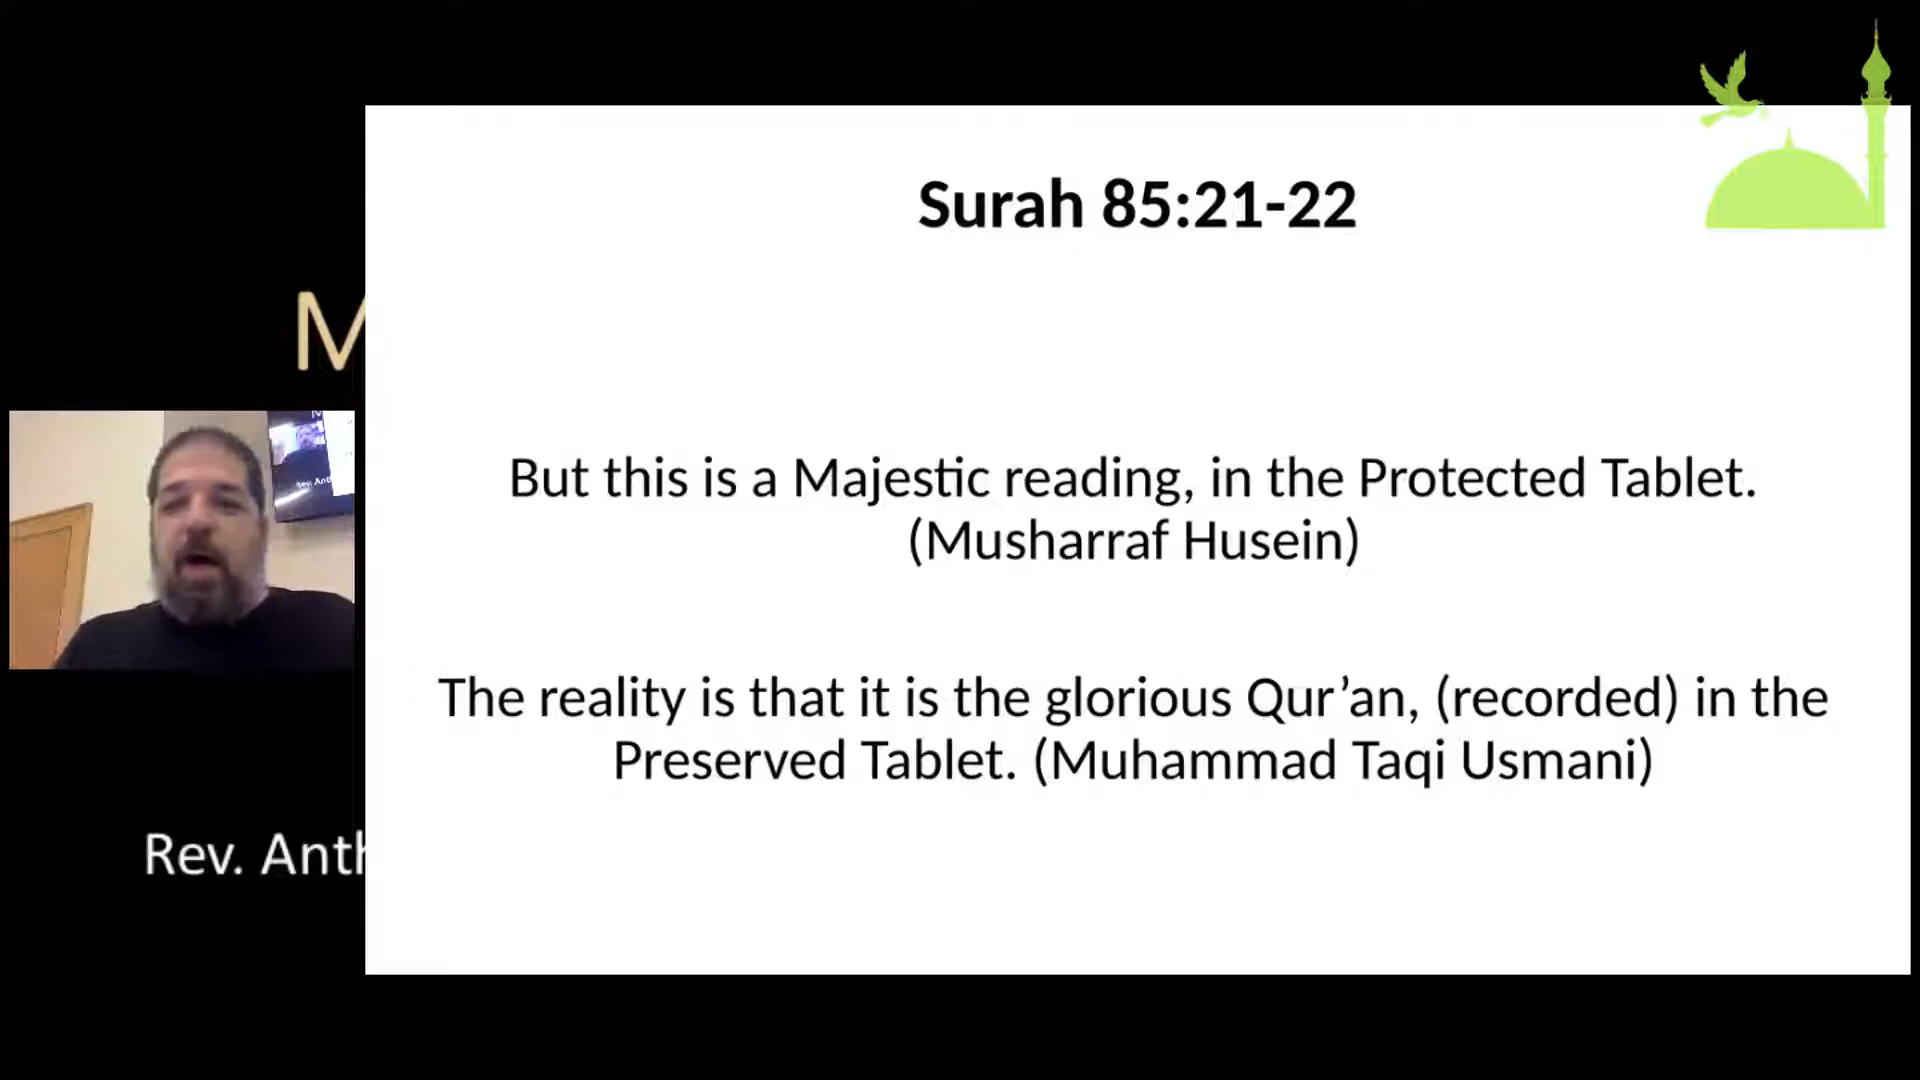 Surah 85:21-22
M
But this is a Majestic reading, in the Protected Tablet.
(Musharraf Husein)
The reality is that it is the glorious Qur’an, (recorded) in the
Preserved Tablet. (Muhammad Taqi Usmani)
Rev. Anth